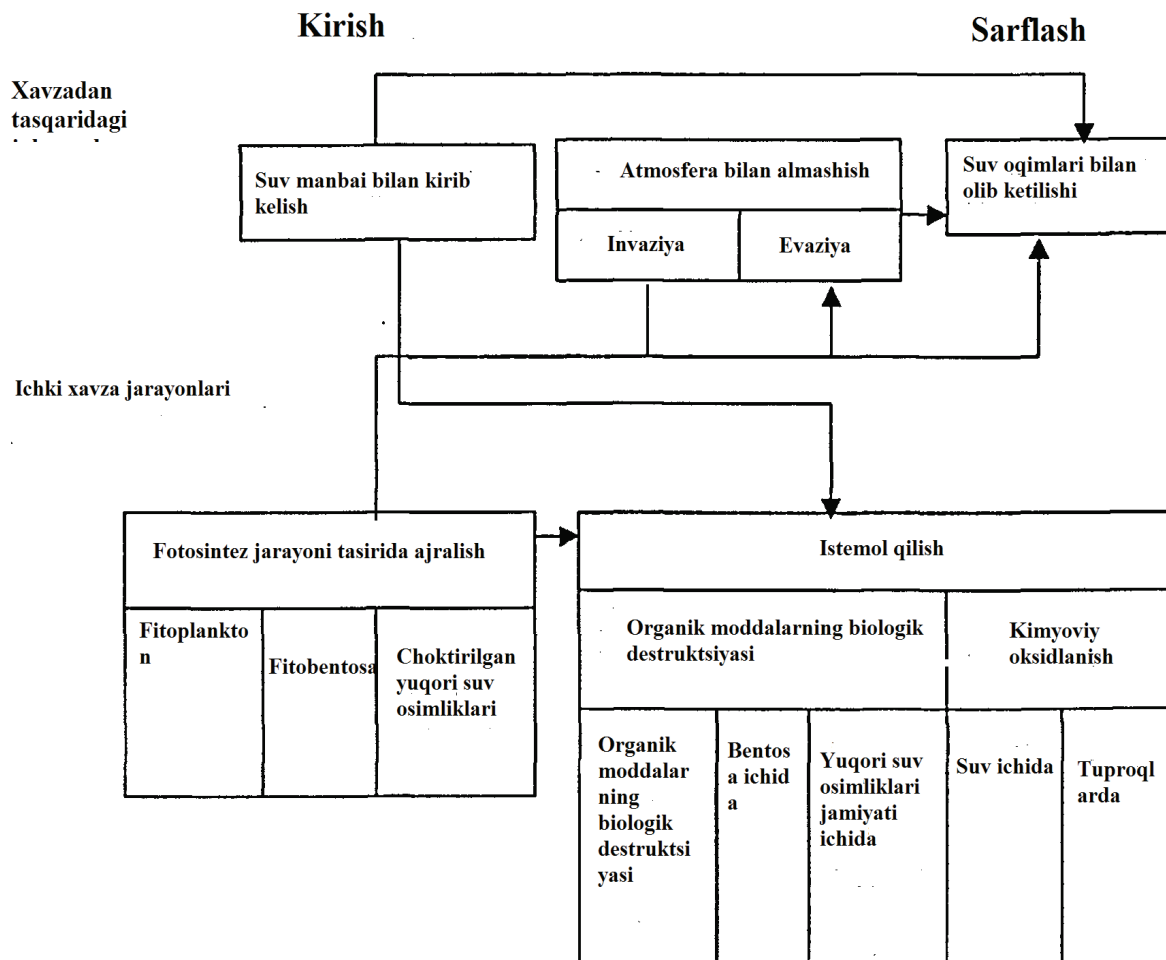 Kirish
Sarflash
Xavzadan
tasqaridagi
Suv manbai bilan kirib
kelish
Atmosfera bilan almashish
Invaziya
Evaziya
Suv oqimlari bilan
olib ketilishi
Ichki xavza jarayonlari
Fotosintez jarayoni tasirida ajralish
Fitoplankto
n
Fitobentosa
Choktirilgan
yuqori suv
osimliklari
Istemol qilish
Organik moddalarning biologik
destruktsiyasi
Kimyoviy
oksidlanish
Organik
moddalar
ning
biologik
destruktsi
yasi
Bentos
a ichid
a
Yuqori suv
osimliklari
jamiyati
ichida
Suv ichida
Tuproql
arda